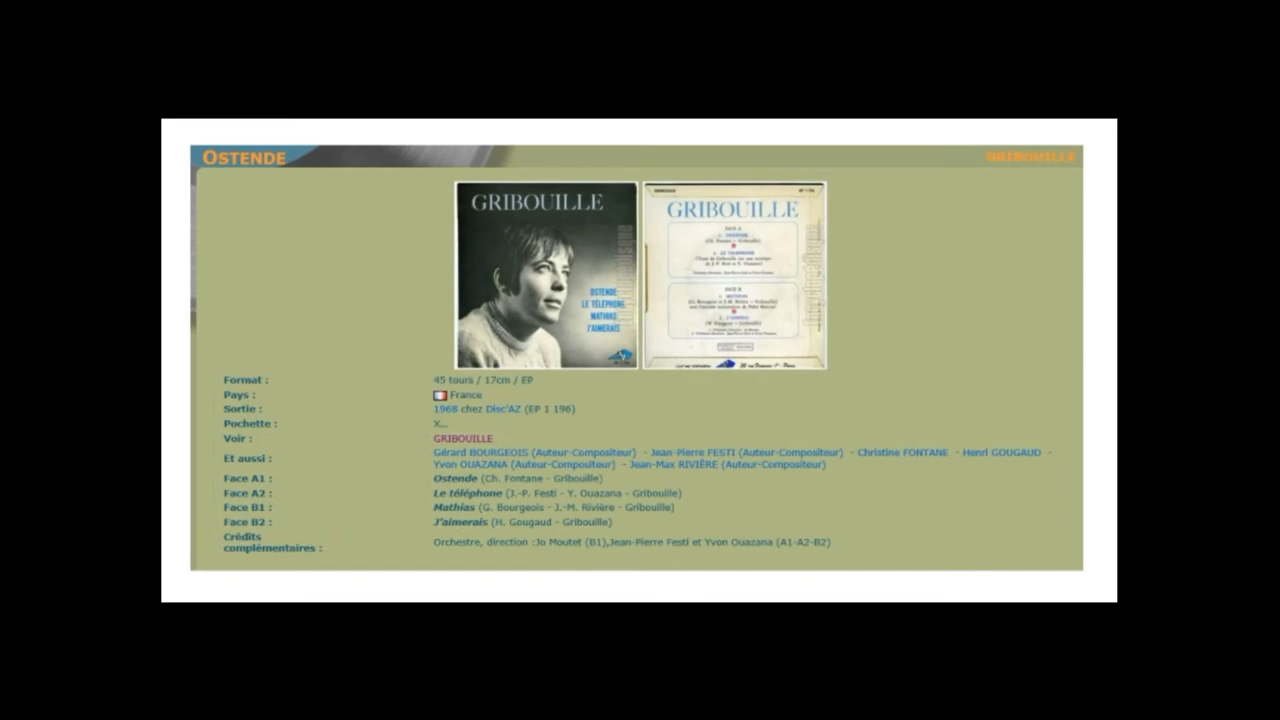 OSTENDE
GRIBOUILLE
GRIBOUILLE
OSTENDE
LE TÉLÉPHONE
MATHIAS
J'AIMERAIS
GRIBOUILLE
FACE A
FACE B
Format : 45 tours / 17cm / EP
Pays : France
Sortie : 1968 chez Disc'AZ (EP 1 196)
Pochette : X...
Voir : GRIBOUILLE
Et aussi : Gérard BOURGEOIS (Auteur-Compositeur) - Jean-Pierre FESTI (Auteur-Compositeur) - Christine FONTANE - Henri GOUGAUD -
Yvon OUAZANA (Auteur-Compositeur) - Jean-Max RIVIÈRE (Auteur-Compositeur)
Face A1 : Ostende (Ch. Fontane - Gribouille)
Face A2 : Le téléphone (J.-P. Festi - Y. Ouazana - Gribouille)
Face B1 : Mathias (G. Bourgeois - J.-M. Rivière - Gribouille)
Face B2 : J'aimerais (H. Gougaud - Gribouille)
Crédits
complémentaires : Orchestre, direction :Jo Moutet (B1),Jean-Pierre Festi et Yvon Ouazana (A1-A2-B2)